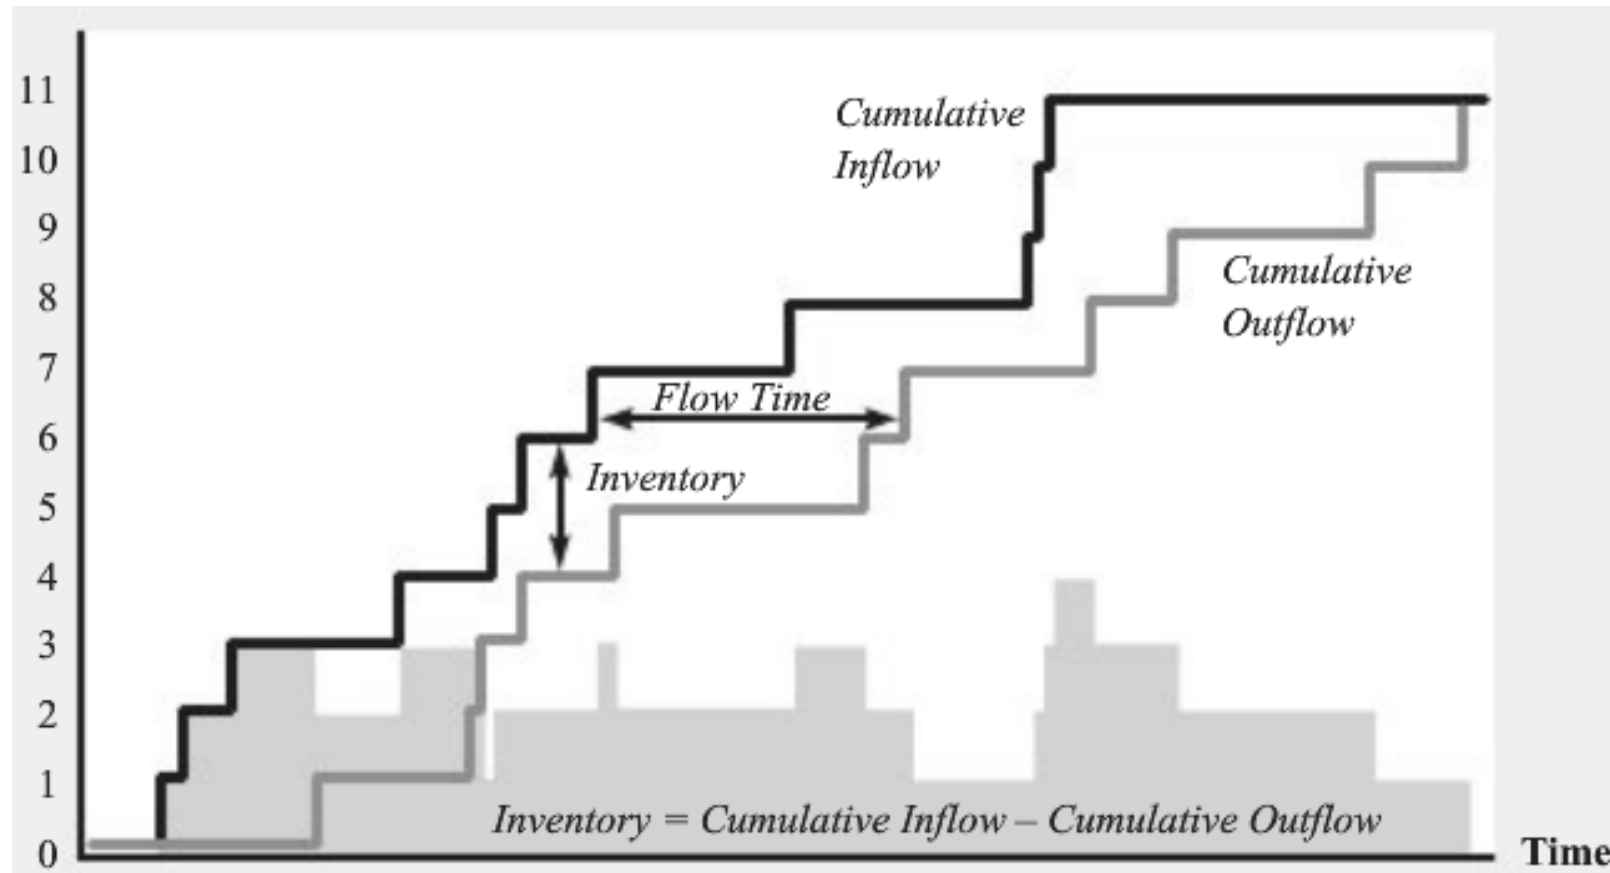 11
10
9
8
7
6
5
4
3
2
1
0
Cumulative
Inflow
Cumulative
Outflow
Flow Time
Inventory
Inventory = Cumulative Inflow – Cumulative Outflow
Time